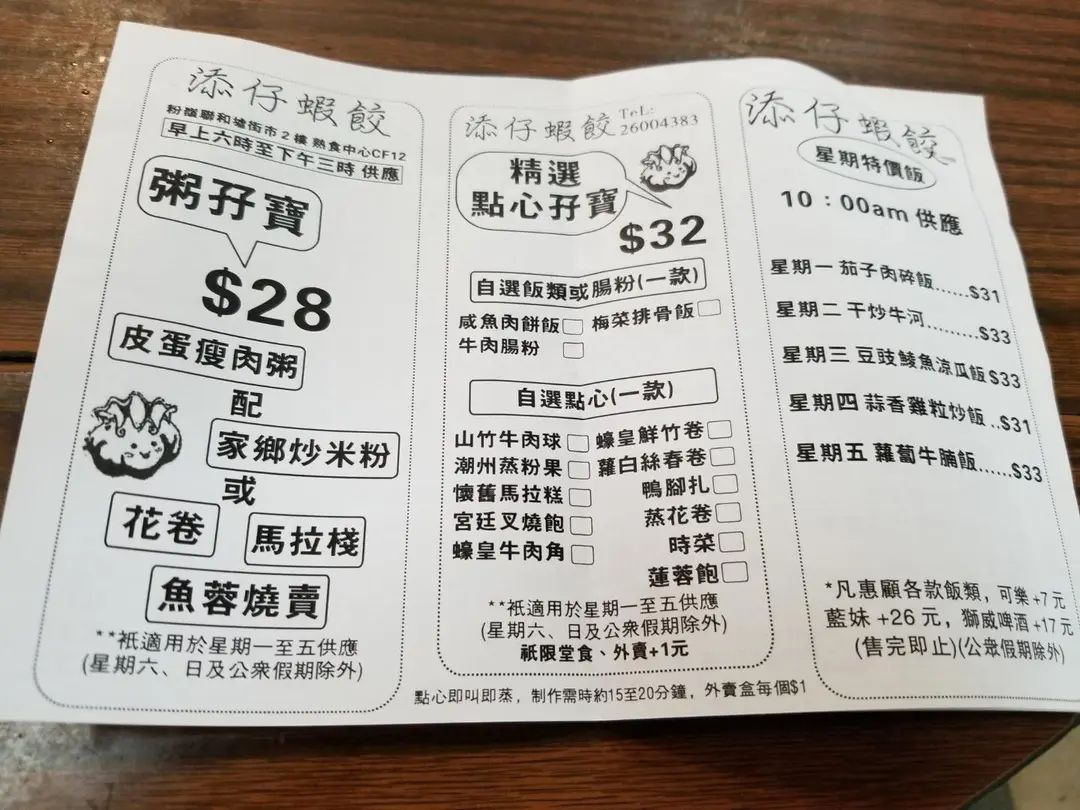 添仔蝦餃
粉嶺聯和墟街市2樓 熟食中心CF12
早上六時至下午三時 供應
粥孖寶
$28
皮蛋瘦肉粥
配
家鄉炒米粉
或
花卷
馬拉棧
魚蓉燒賣
**衹適用於星期一至五供應
(星期六、日及公眾假期除外)
添仔蝦餃
TeL:
26004383
精選
點心孖寶
$32
自選飯類或腸粉(一款)
咸魚肉餅飯
梅菜排骨飯
牛肉腸粉
自選點心(一款)
山竹牛肉球
蠔皇鮮竹卷
潮州蒸粉果
蘿白絲春卷
懷舊馬拉糕
鴨腳扎
宮廷叉燒飽
蒸花卷
蠔皇牛肉角
時菜
蓮蓉飽
**衹適用於星期一至五供應
(星期六、日及公眾假期除外)
衹限堂食、外賣+1元
添仔蝦餃
星期特價飯
10：00am 供應
星期一 茄子肉碎飯......$31
星期二 干炒牛河........$33
星期三 豆豉鯪魚涼瓜飯$33
星期四 蒜香雞粒炒飯..$31
星期五 蘿蔔牛腩飯......$33
*凡惠顧各款飯類，可樂+7元
藍妹+26元，獅威啤酒+17元
(售完即止)(公眾假期除外)
點心即叫即蒸，制作需時約15至20分鐘，外賣盒每個$1